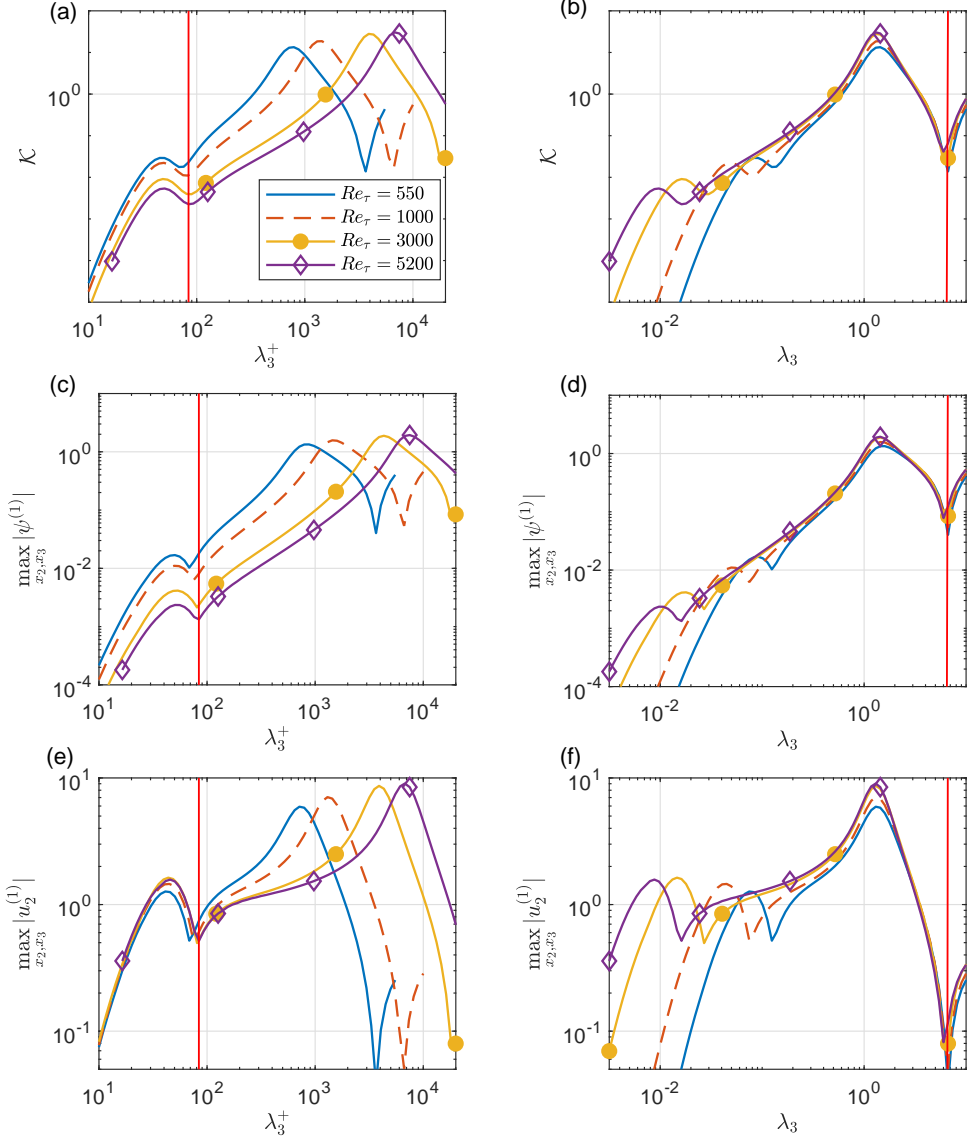 (a)
𝒦
10^0
10^1 10^2 10^3 10^4
λ_3^+
Re_τ = 550
Re_τ = 1000
Re_τ = 3000
Re_τ = 5200
(b)
𝒦
10^0
10^-2 10^0
λ_3
(c)
max_{x_2,x_3} |ψ^(1)|
10^0
10^-2
10^-4
10^1 10^2 10^3 10^4
λ_3^+
(d)
max_{x_2,x_3} |ψ^(1)|
10^0
10^-2
10^-4
10^-2 10^0
λ_3
(e)
max_{x_2,x_3} |u_2^(1)|
10^1
10^0
10^-1
10^1 10^2 10^3 10^4
λ_3^+
(f)
max_{x_2,x_3} |u_2^(1)|
10^1
10^0
10^-1
10^-2 10^0
λ_3